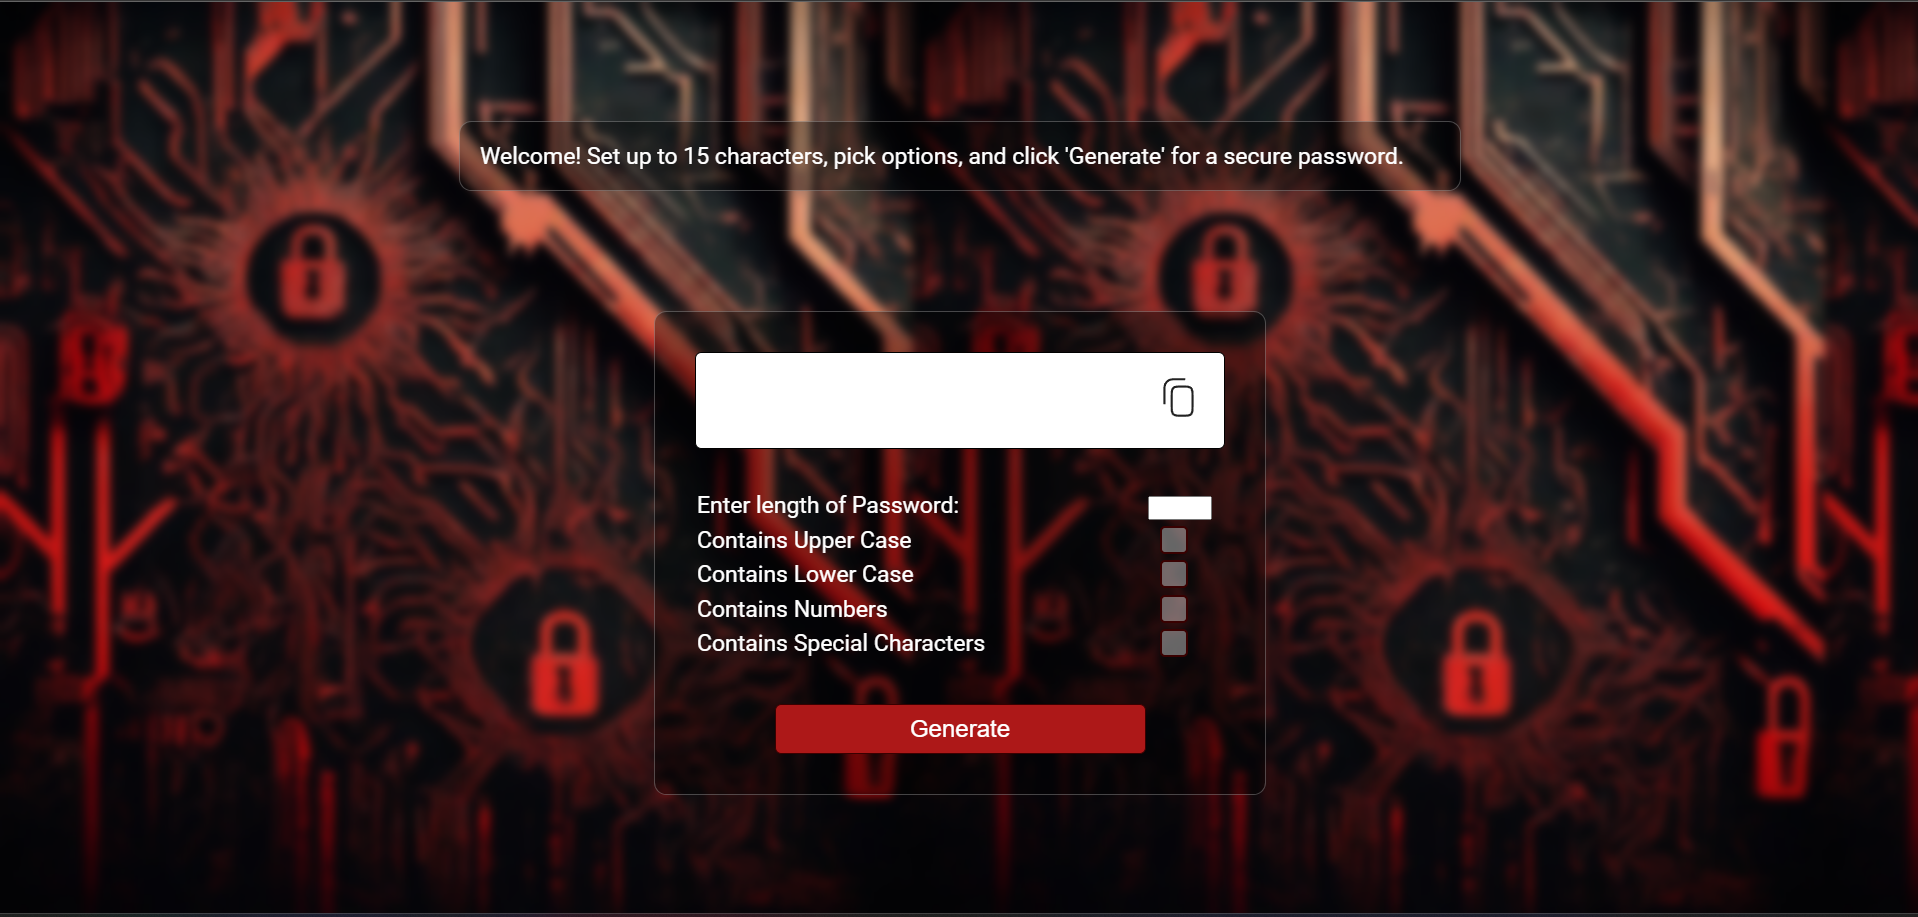 Welcome! Set up to 15 characters, pick options, and click 'Generate' for a secure password.
Enter length of Password:
Contains Upper Case
Contains Lower Case
Contains Numbers
Contains Special Characters
Generate